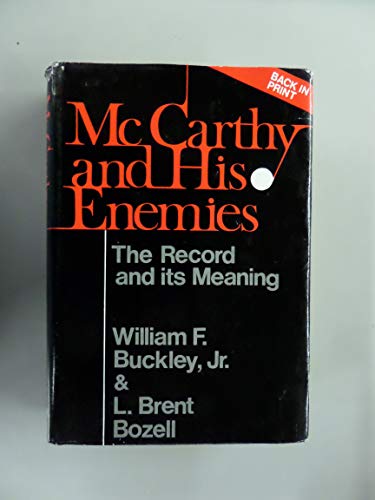 BACK IN
PRINT
McCarthy
and His
Enemies
The Record
and its Meaning
William F.
Buckley, Jr.
&
L. Brent
Bozell